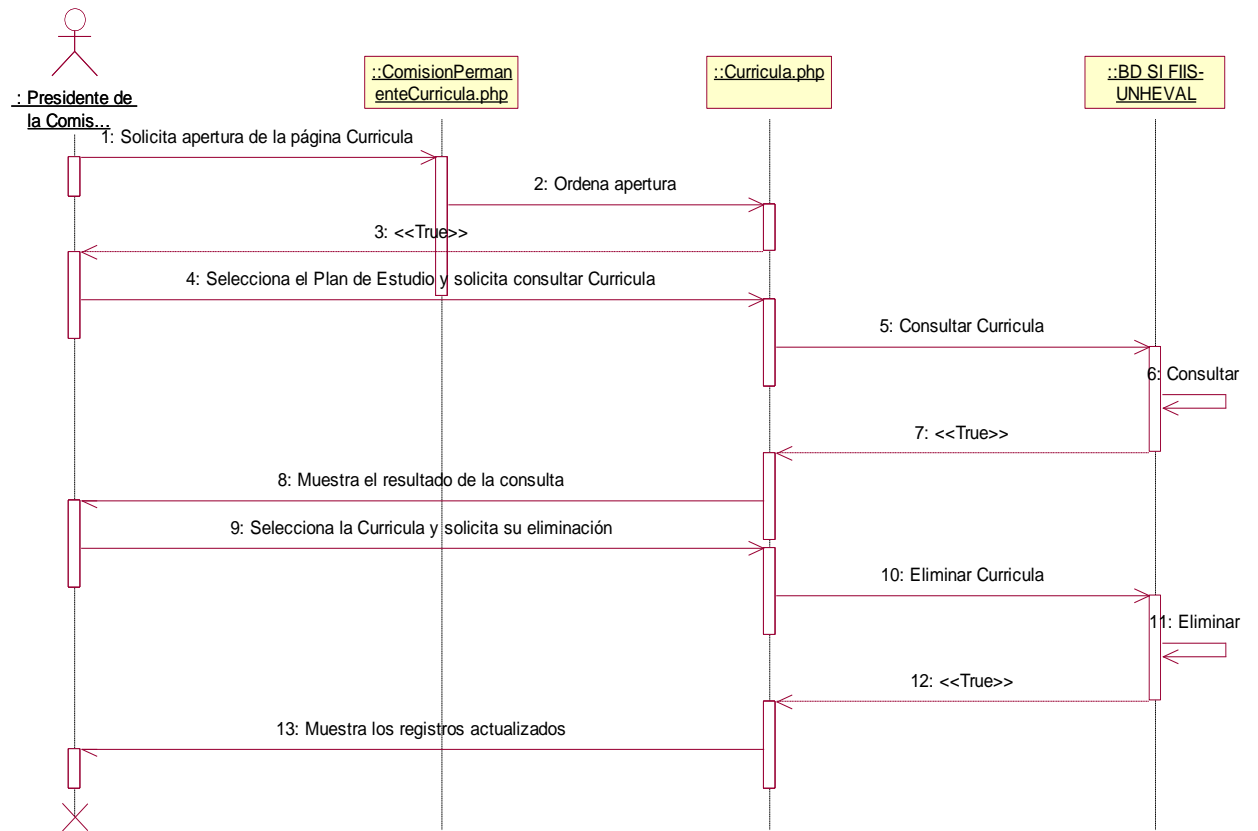 : Presidente de
la Comis...
::ComisionPerman
enteCurricula.php
::Curricula.php
::BD SI FIIS-
UNHEVAL
1: Solicita apertura de la página Curricula
2: Ordena apertura
3: <<True>>
4: Selecciona el Plan de Estudio y solicita consultar Curricula
5: Consultar Curricula
6: Consultar
7: <<True>>
8: Muestra el resultado de la consulta
9: Selecciona la Curricula y solicita su eliminación
10: Eliminar Curricula
11: Eliminar
12: <<True>>
13: Muestra los registros actualizados